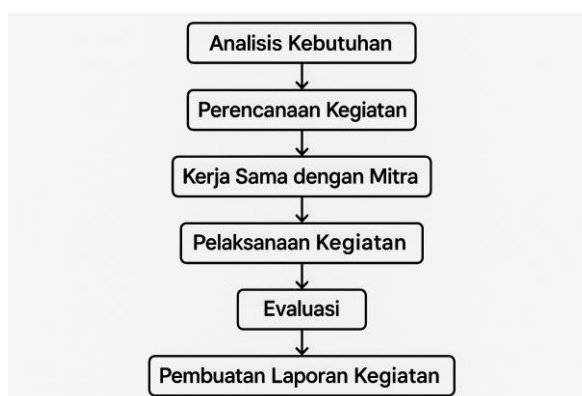 Analisis Kebutuhan
Perencanaan Kegiatan
Kerja Sama dengan Mitra
Pelaksanaan Kegiatan
Evaluasi
Pembuatan Laporan Kegiatan